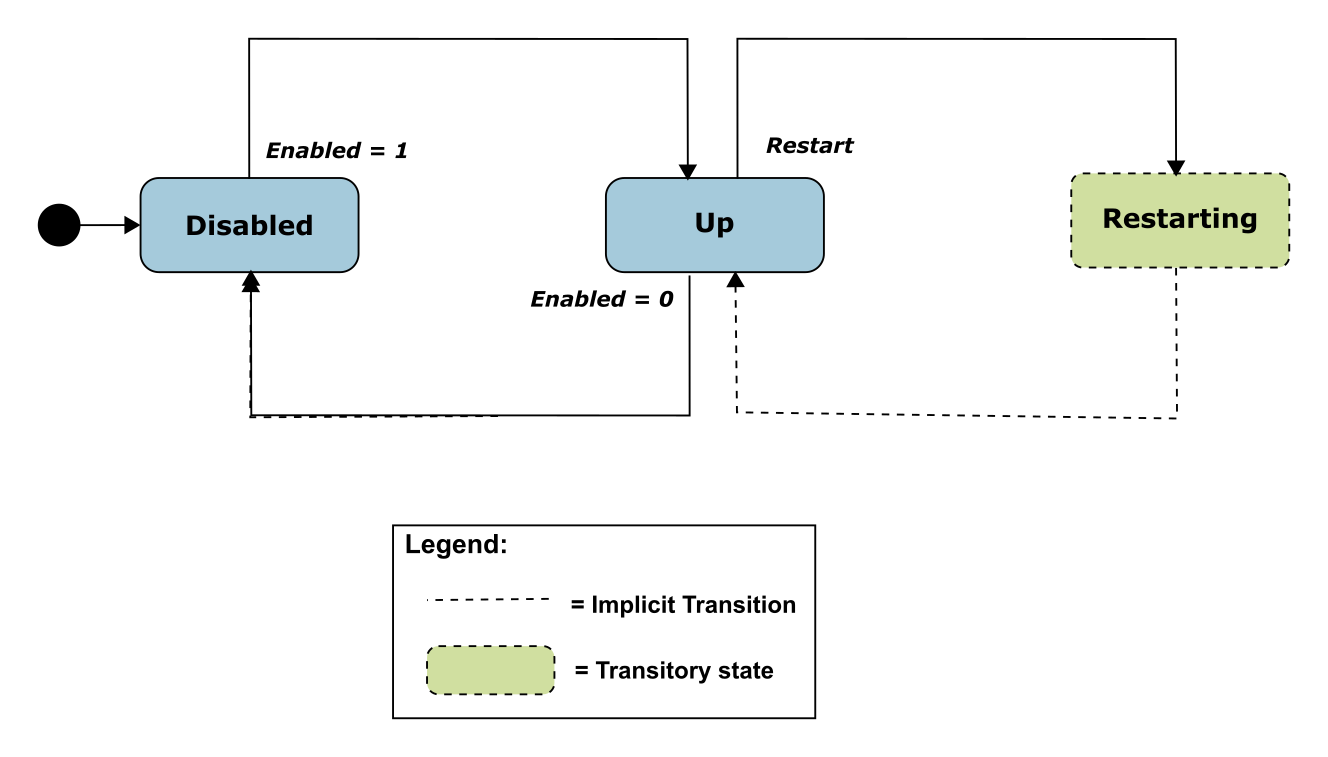 Enabled = 1
Restart
Disabled
Up
Restarting
Enabled = 0
Legend:
= Implicit Transition
= Transitory state